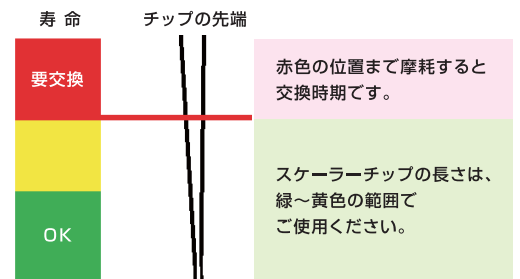 寿命 チップの先端
要交換
赤色の位置まで摩耗すると
交換時期です。
スケーラーチップの長さは、
緑～黄色の範囲で
ご使用ください。
OK